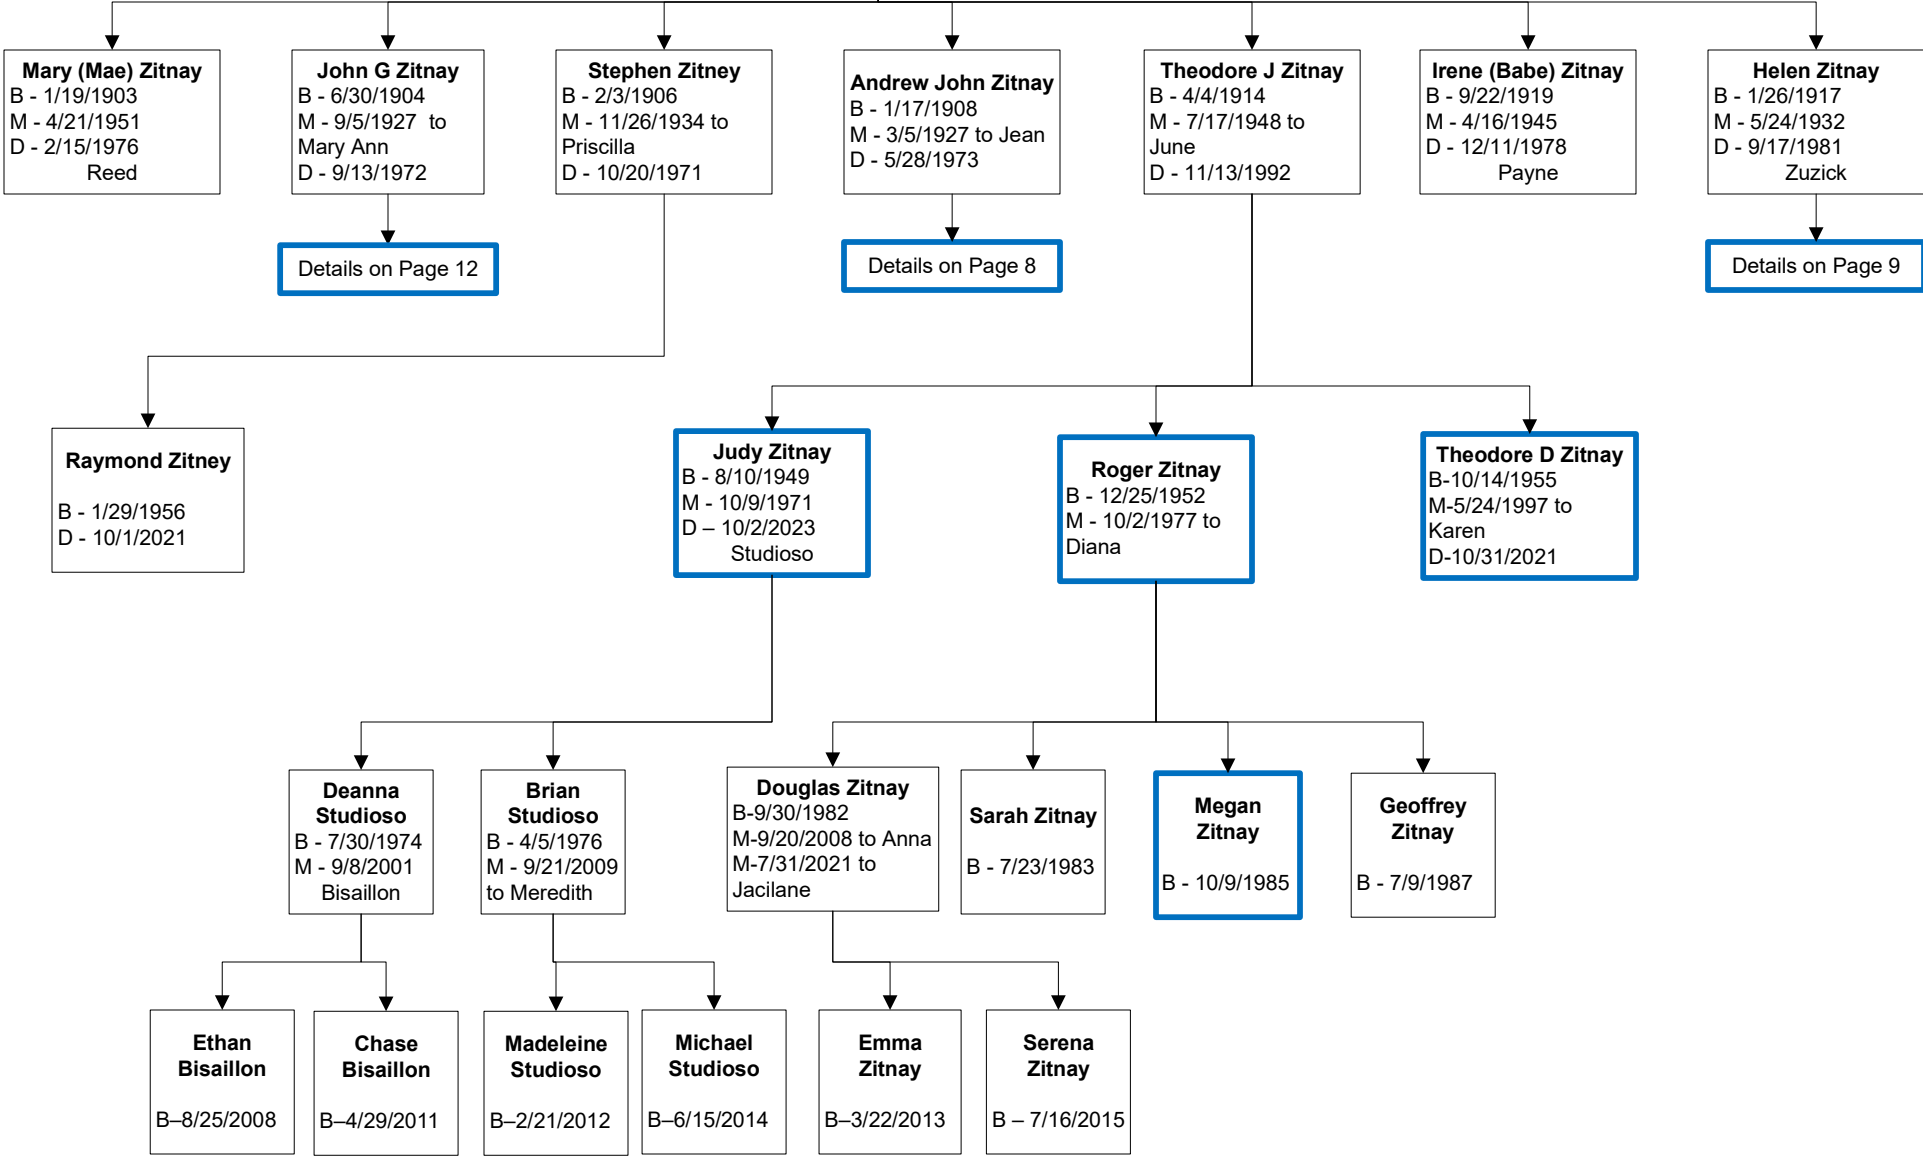 Mary (Mae) Zitnay
B - 1/19/1903
M - 4/21/1951
D - 2/15/1976
Reed
John G Zitnay
B - 6/30/1904
M - 9/5/1927 to
Mary Ann
D - 9/13/1972
Stephen Zitney
B - 2/3/1906
M - 11/26/1934 to
Priscilla
D - 10/20/1971
Andrew John Zitnay
B - 1/17/1908
M - 3/5/1927 to Jean
D - 5/28/1973
Theodore J Zitnay
B - 4/4/1914
M - 7/17/1948 to
June
D - 11/13/1992
Irene (Babe) Zitnay
B - 9/22/1919
M - 4/16/1945
D - 12/11/1978
Payne
Helen Zitnay
B - 1/26/1917
M - 5/24/1932
D - 9/17/1981
Zuzick
Details on Page 12
Details on Page 8
Details on Page 9
Raymond Zitney
B - 1/29/1956
D - 10/1/2021
Judy Zitnay
B - 8/10/1949
M - 10/9/1971
D – 10/2/2023
Studioso
Roger Zitnay
B - 12/25/1952
M - 10/2/1977 to
Diana
Theodore D Zitnay
B-10/14/1955
M-5/24/1997 to
Karen
D-10/31/2021
Deanna
Studioso
B - 7/30/1974
M - 9/8/2001
Bisaillon
Brian
Studioso
B - 4/5/1976
M - 9/21/2009
to Meredith
Douglas Zitnay
B-9/30/1982
M-9/20/2008 to Anna
M-7/31/2021 to
Jacilane
Sarah Zitnay
B - 7/23/1983
Megan
Zitnay
B - 10/9/1985
Geoffrey
Zitnay
B - 7/9/1987
Ethan
Bisaillon
B–8/25/2008
Chase
Bisaillon
B–4/29/2011
Madeleine
Studioso
B–2/21/2012
Michael
Studioso
B–6/15/2014
Emma
Zitnay
B–3/22/2013
Serena
Zitnay
B – 7/16/2015